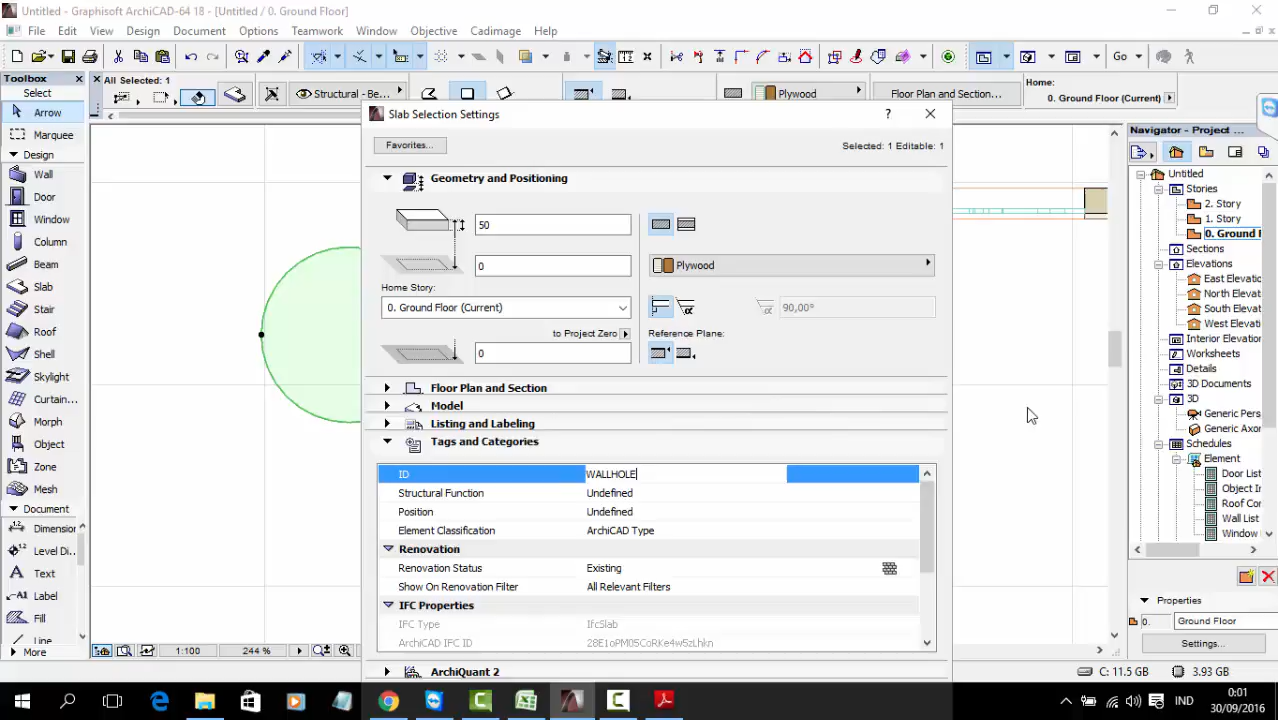 Untitled - Graphisoft ArchiCAD-64 18 - [Untitled / 0. Ground Floor]
File Edit View Design Document Options Teamwork Window Objective Cadimage Help
Go
Toolbox
Select
Arrow
Marquee
Design
Wall
Door
Window
Column
Beam
Slab
Stair
Roof
Shell
Skylight
Curtain...
Morph
Object
Zone
Mesh
Document
Dimension
Level Di...
Text
Label
Fill
Line
More
All Selected: 1
Structural - Be...
Plywood
Floor Plan and Section...
Home:
0. Ground Floor (Current)
Slab Selection Settings
Favorites...
Selected: 1 Editable: 1
Geometry and Positioning
50
0
Plywood
Home Story:
0. Ground Floor (Current)
90,00°
to Project Zero
Reference Plane:
0
Floor Plan and Section
Model
Listing and Labeling
Tags and Categories
ID WALLHOLE
Structural Function Undefined
Position Undefined
Element Classification ArchiCAD Type
Renovation
Renovation Status Existing
Show On Renovation Filter All Relevant Filters
IFC Properties
IFC Type IfcSlab
ArchiCAD IFC ID 28E1oPM05CoRKe4w5zLhkn
ArchiQuant 2
Navigator - Project ...
Untitled
Stories
2. Story
1. Story
0. Ground F
Sections
Elevations
East Elevatio
North Elevat
South Elevat
West Elevati
Interior Elevation
Worksheets
Details
3D Documents
3D
Generic Pers
Generic Axon
Schedules
Element
Door List
Object In
Roof Cor
Wall List
Window
Properties
0. Ground Floor
Settings...
1:100
244 %
C: 11.5 GB
3.93 GB
IND
0:01
30/09/2016